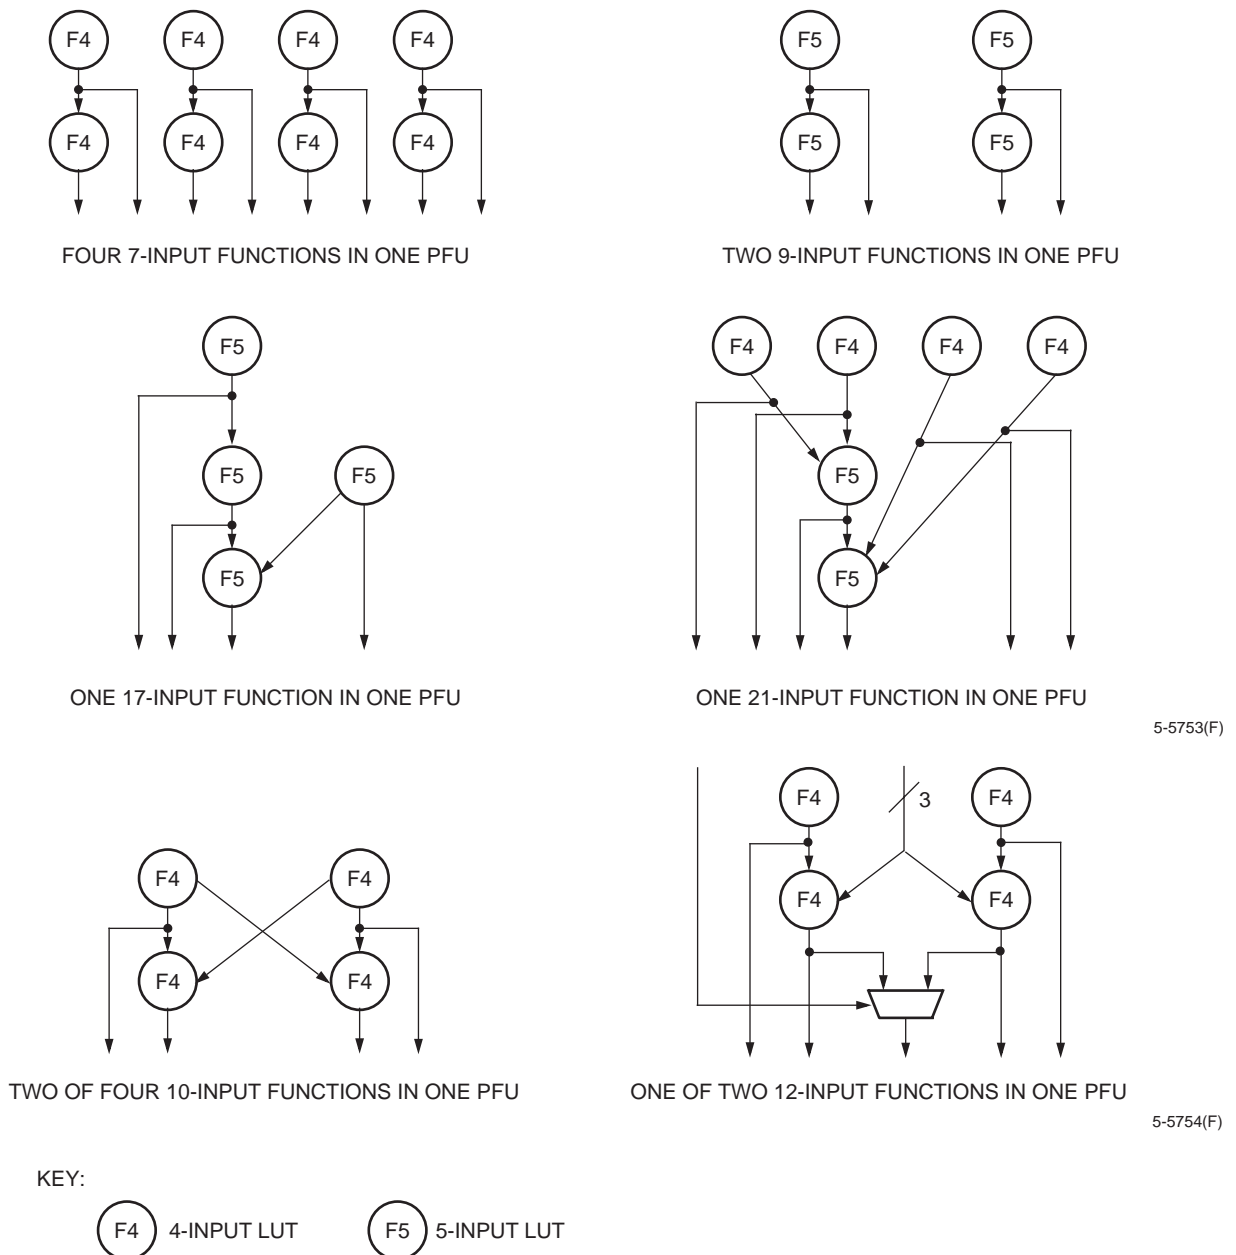 F4 F4 F4 F4 F5 F5
F4 F4 F4 F4 F5 F5
FOUR 7-INPUT FUNCTIONS IN ONE PFU
TWO 9-INPUT FUNCTIONS IN ONE PFU
F5
F5 F5
F5
ONE 17-INPUT FUNCTION IN ONE PFU
F4 F4 F4 F4
F5
F5
ONE 21-INPUT FUNCTION IN ONE PFU
5-5753(F)
F4 F4
F4 F4
TWO OF FOUR 10-INPUT FUNCTIONS IN ONE PFU
F4 3 F4
F4 F4
ONE OF TWO 12-INPUT FUNCTIONS IN ONE PFU
5-5754(F)
KEY:
F4 4-INPUT LUT F5 5-INPUT LUT